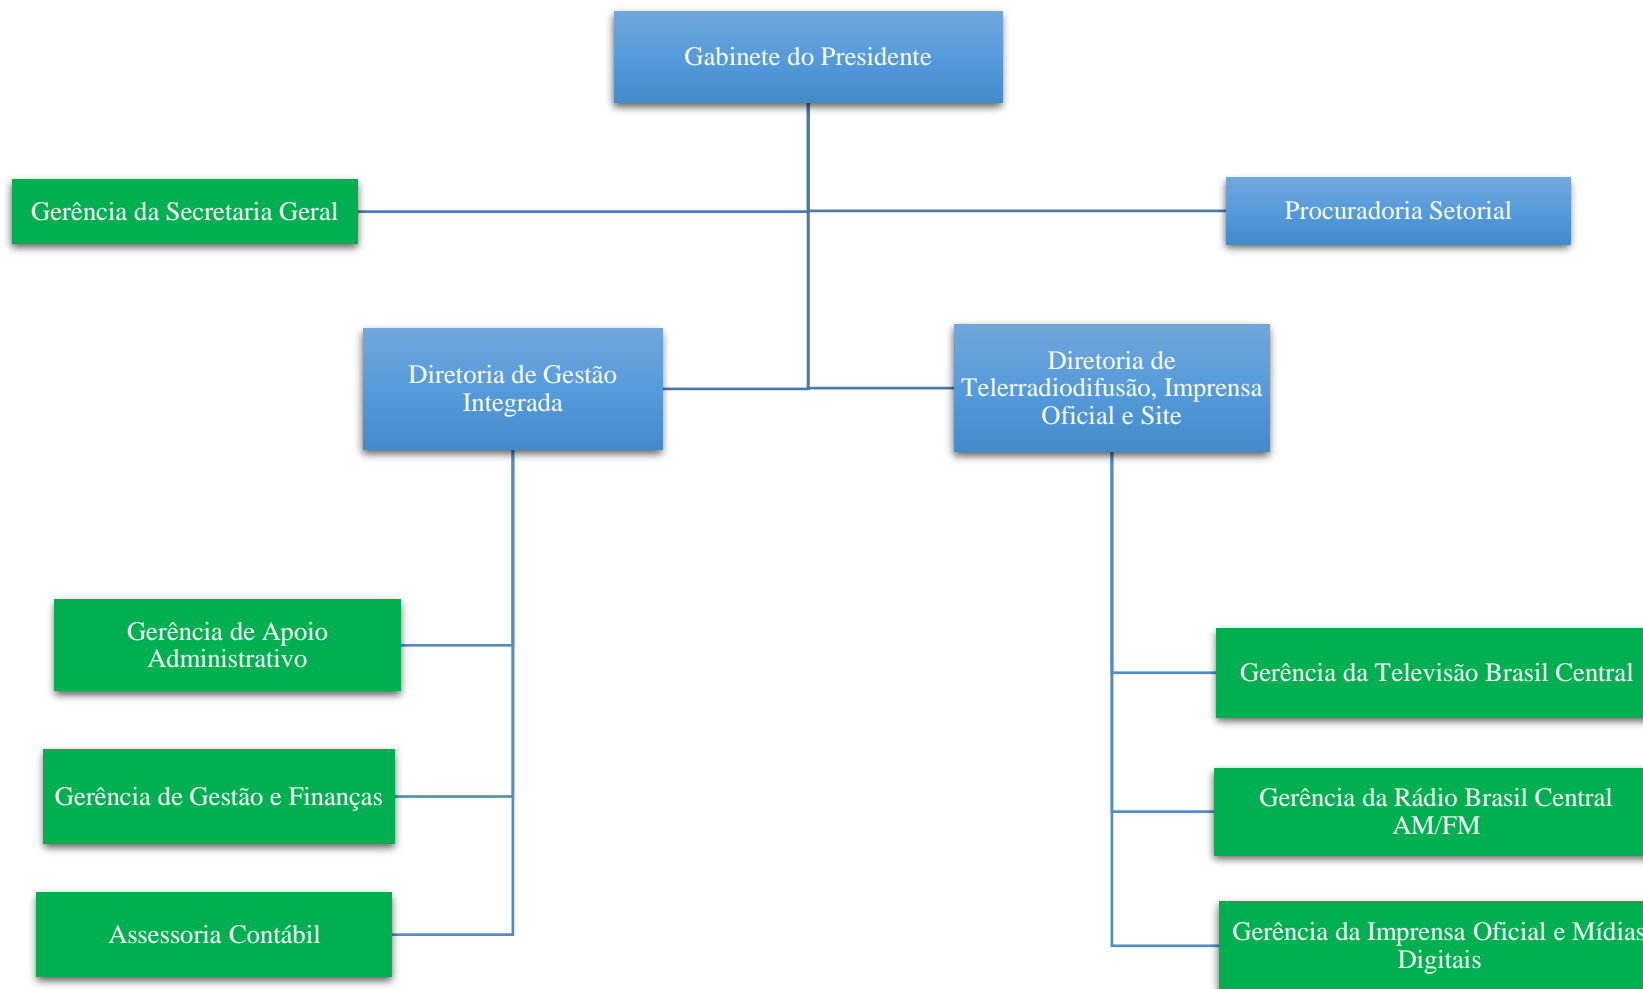 Gabinete do Presidente
Gerência da Secretaria Geral
Procuradoria Setorial
Diretoria de Gestão
Integrada
Diretoria de
Telerradiodifusão, Imprensa
Oficial e Site
Gerência de Apoio
Administrativo
Gerência de Gestão e Finanças
Assessoria Contábil
Gerência da Televisão Brasil Central
Gerência da Rádio Brasil Central
AM/FM
Gerência da Imprensa Oficial e Mídias
Digitais